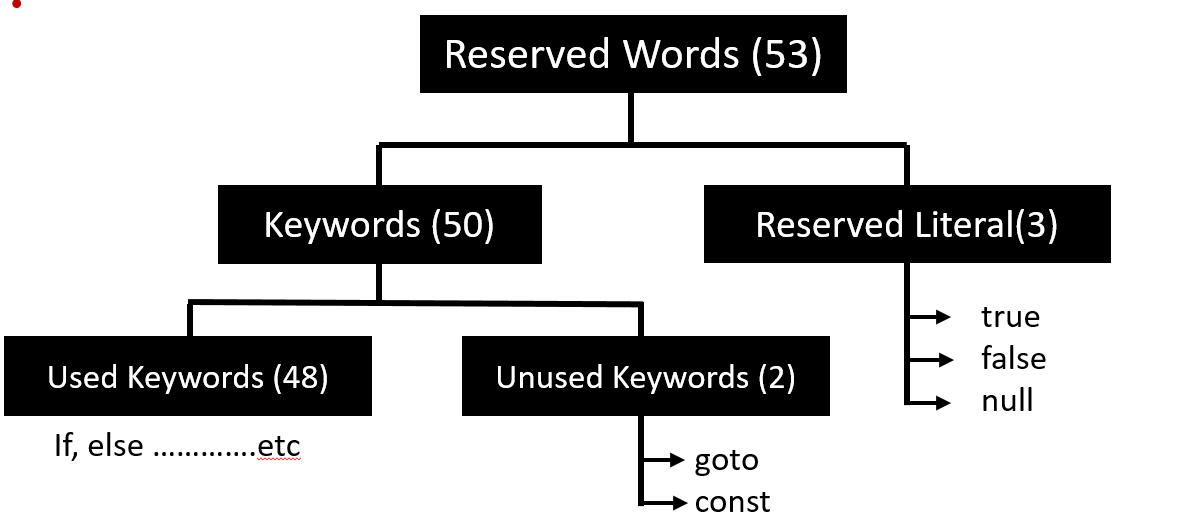 Reserved Words (53)
Keywords (50)
Reserved Literal(3)
true
false
null
Used Keywords (48)
Unused Keywords (2)
If, else ………….etc
goto
const